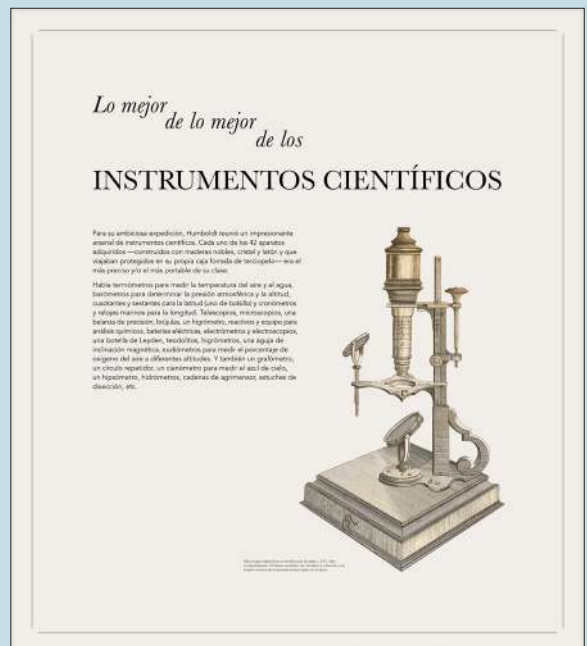 Lo mejor
de lo mejor
de los
INSTRUMENTOS CIENTÍFICOS
Para su ambiciosa expedición, Humboldt reunió un impresionante
arsenal de instrumentos científicos. Cada uno de los 42 aparatos
adquiridos —construidos con maderas nobles, cristal y latón y que
viajaban protegidos en su propia caja forrada de terciopelo— era el
más preciso y/o el más portable de su clase.
Había termómetros para medir la temperatura del aire y el agua,
barómetros para determinar la presión atmosférica y la altitud,
cuadrantes y sextantes para la latitud (uno de bolsillo) y cronómetros
y relojes marinos para la longitud. Telescopios, microscopios, una
balanza de precisión, brújulas, un higrómetro, reactivos y equipo para
análisis químicos, baterías eléctricas, electrómetros y electroscopios,
una botella de Leyden, teodolitos, higrómetros, una aguja de
inclinación magnética, eudiómetros para medir el porcentaje de
oxígeno del aire a diferentes altitudes. Y también un grafómetro,
un círculo repetidor, un cianómetro para medir el azul de cielo,
un hipsómetro, hidrómetros, cadenas de agrimensor, estuches de
disección, etc.